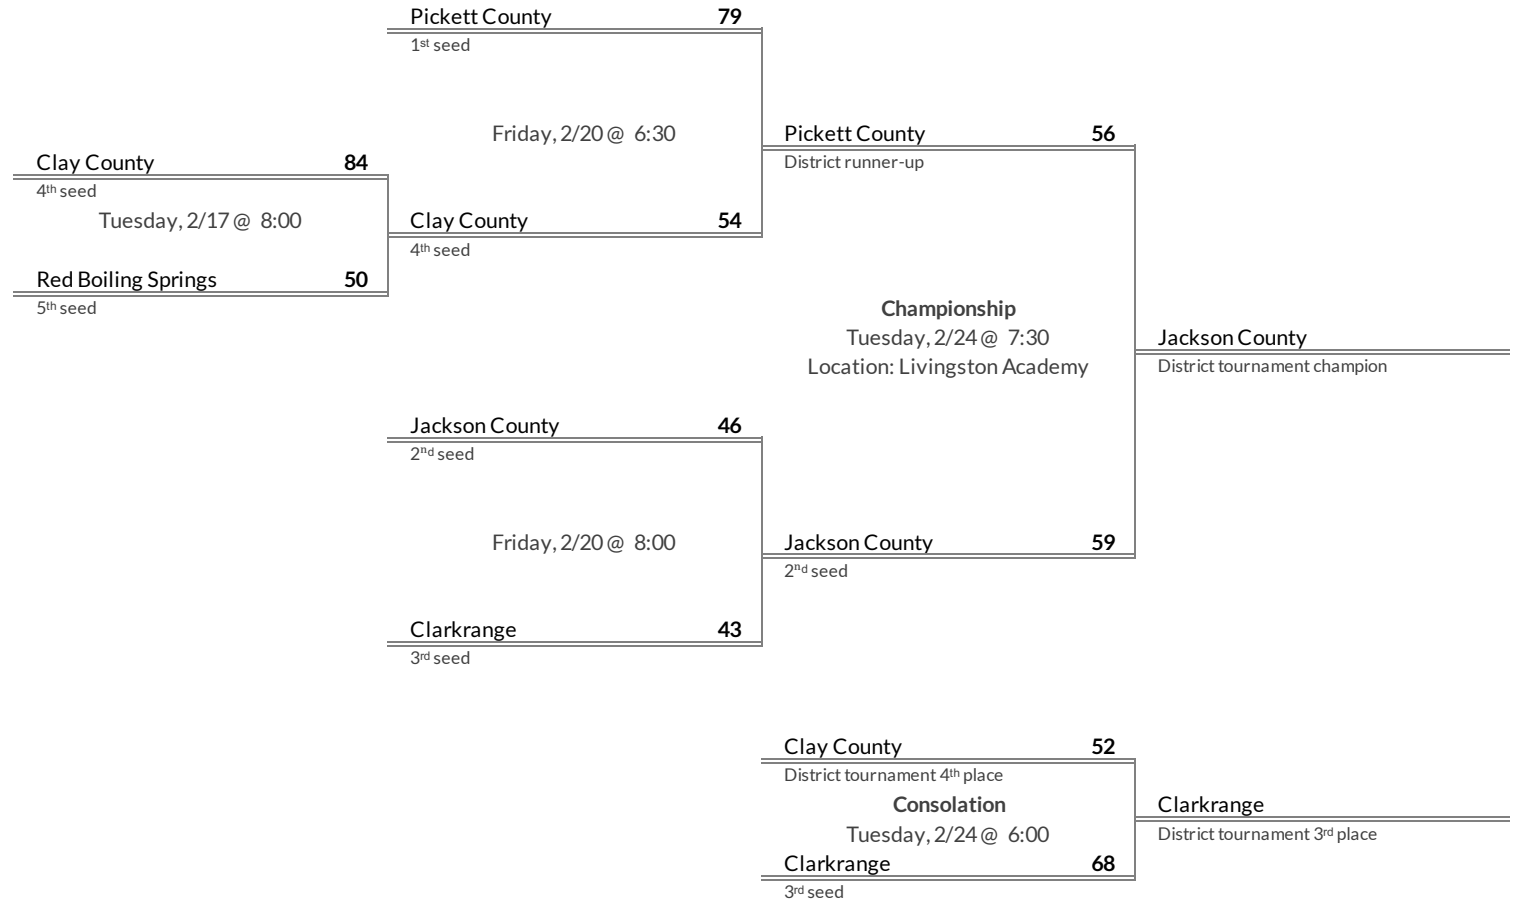 Pickett County 79
1st seed
Friday, 2/20 @ 6:30
Pickett County 56
District runner-up
Clay County 84
4th seed
Tuesday, 2/17 @ 8:00
Clay County 54
4th seed
Red Boiling Springs 50
5th seed
Championship
Tuesday, 2/24 @ 7:30
Location: Livingston Academy
Jackson County
District tournament champion
Jackson County 46
2nd seed
Friday, 2/20 @ 8:00
Jackson County 59
2nd seed
Clarkrange 43
3rd seed
Clay County 52
District tournament 4th place
Consolation
Tuesday, 2/24 @ 6:00
Clarkrange
District tournament 3rd place
Clarkrange 68
3rd seed